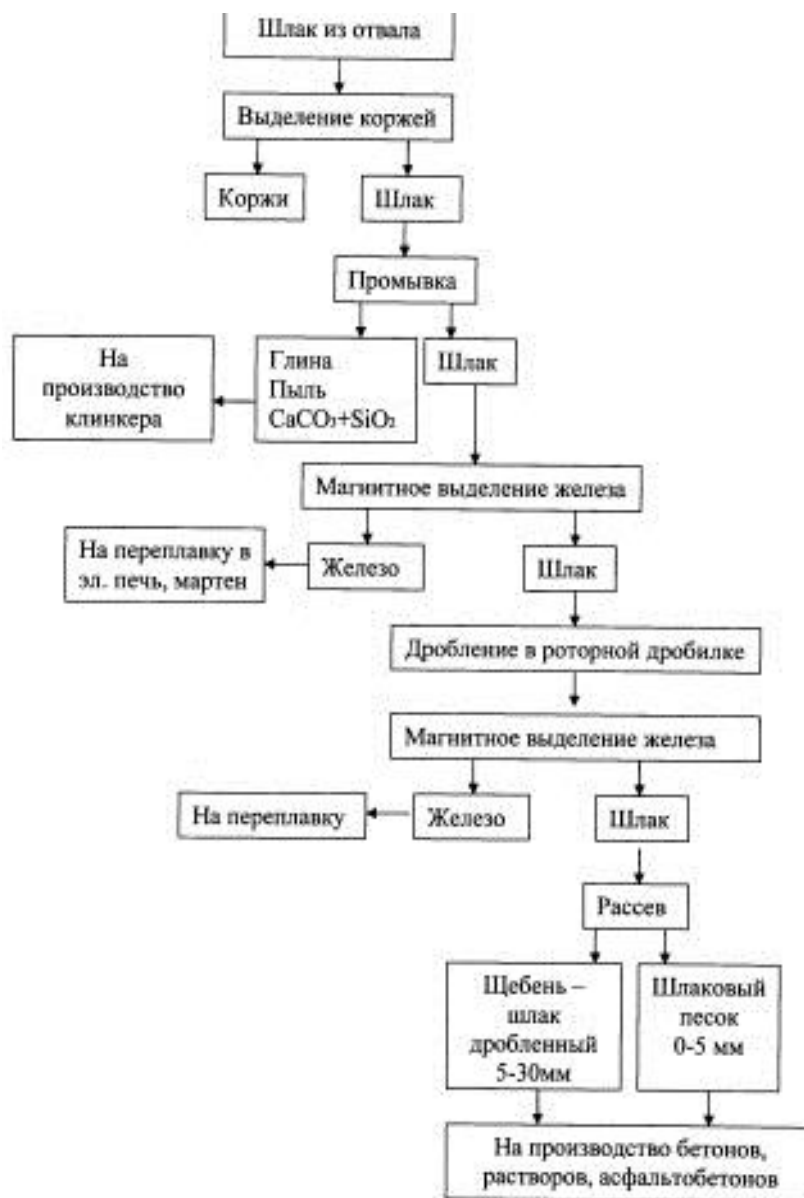 Шлак из отвала
Выделение коржей
Коржи
Шлак
Промывка
На
производство
клинкера
Глина
Пыль
CaCO₃+SiO₂
Шлак
Магнитное выделение железа
На переплавку в
эл. печь, мартен
Железо
Шлак
Дробление в роторной дробилке
Магнитное выделение железа
На переплавку
Железо
Шлак
Рассев
Щебень –
шлак
дробленный
5-30мм
Шлаковый
песок
0-5 мм
На производство бетонов,
растворов, асфальтобетонов